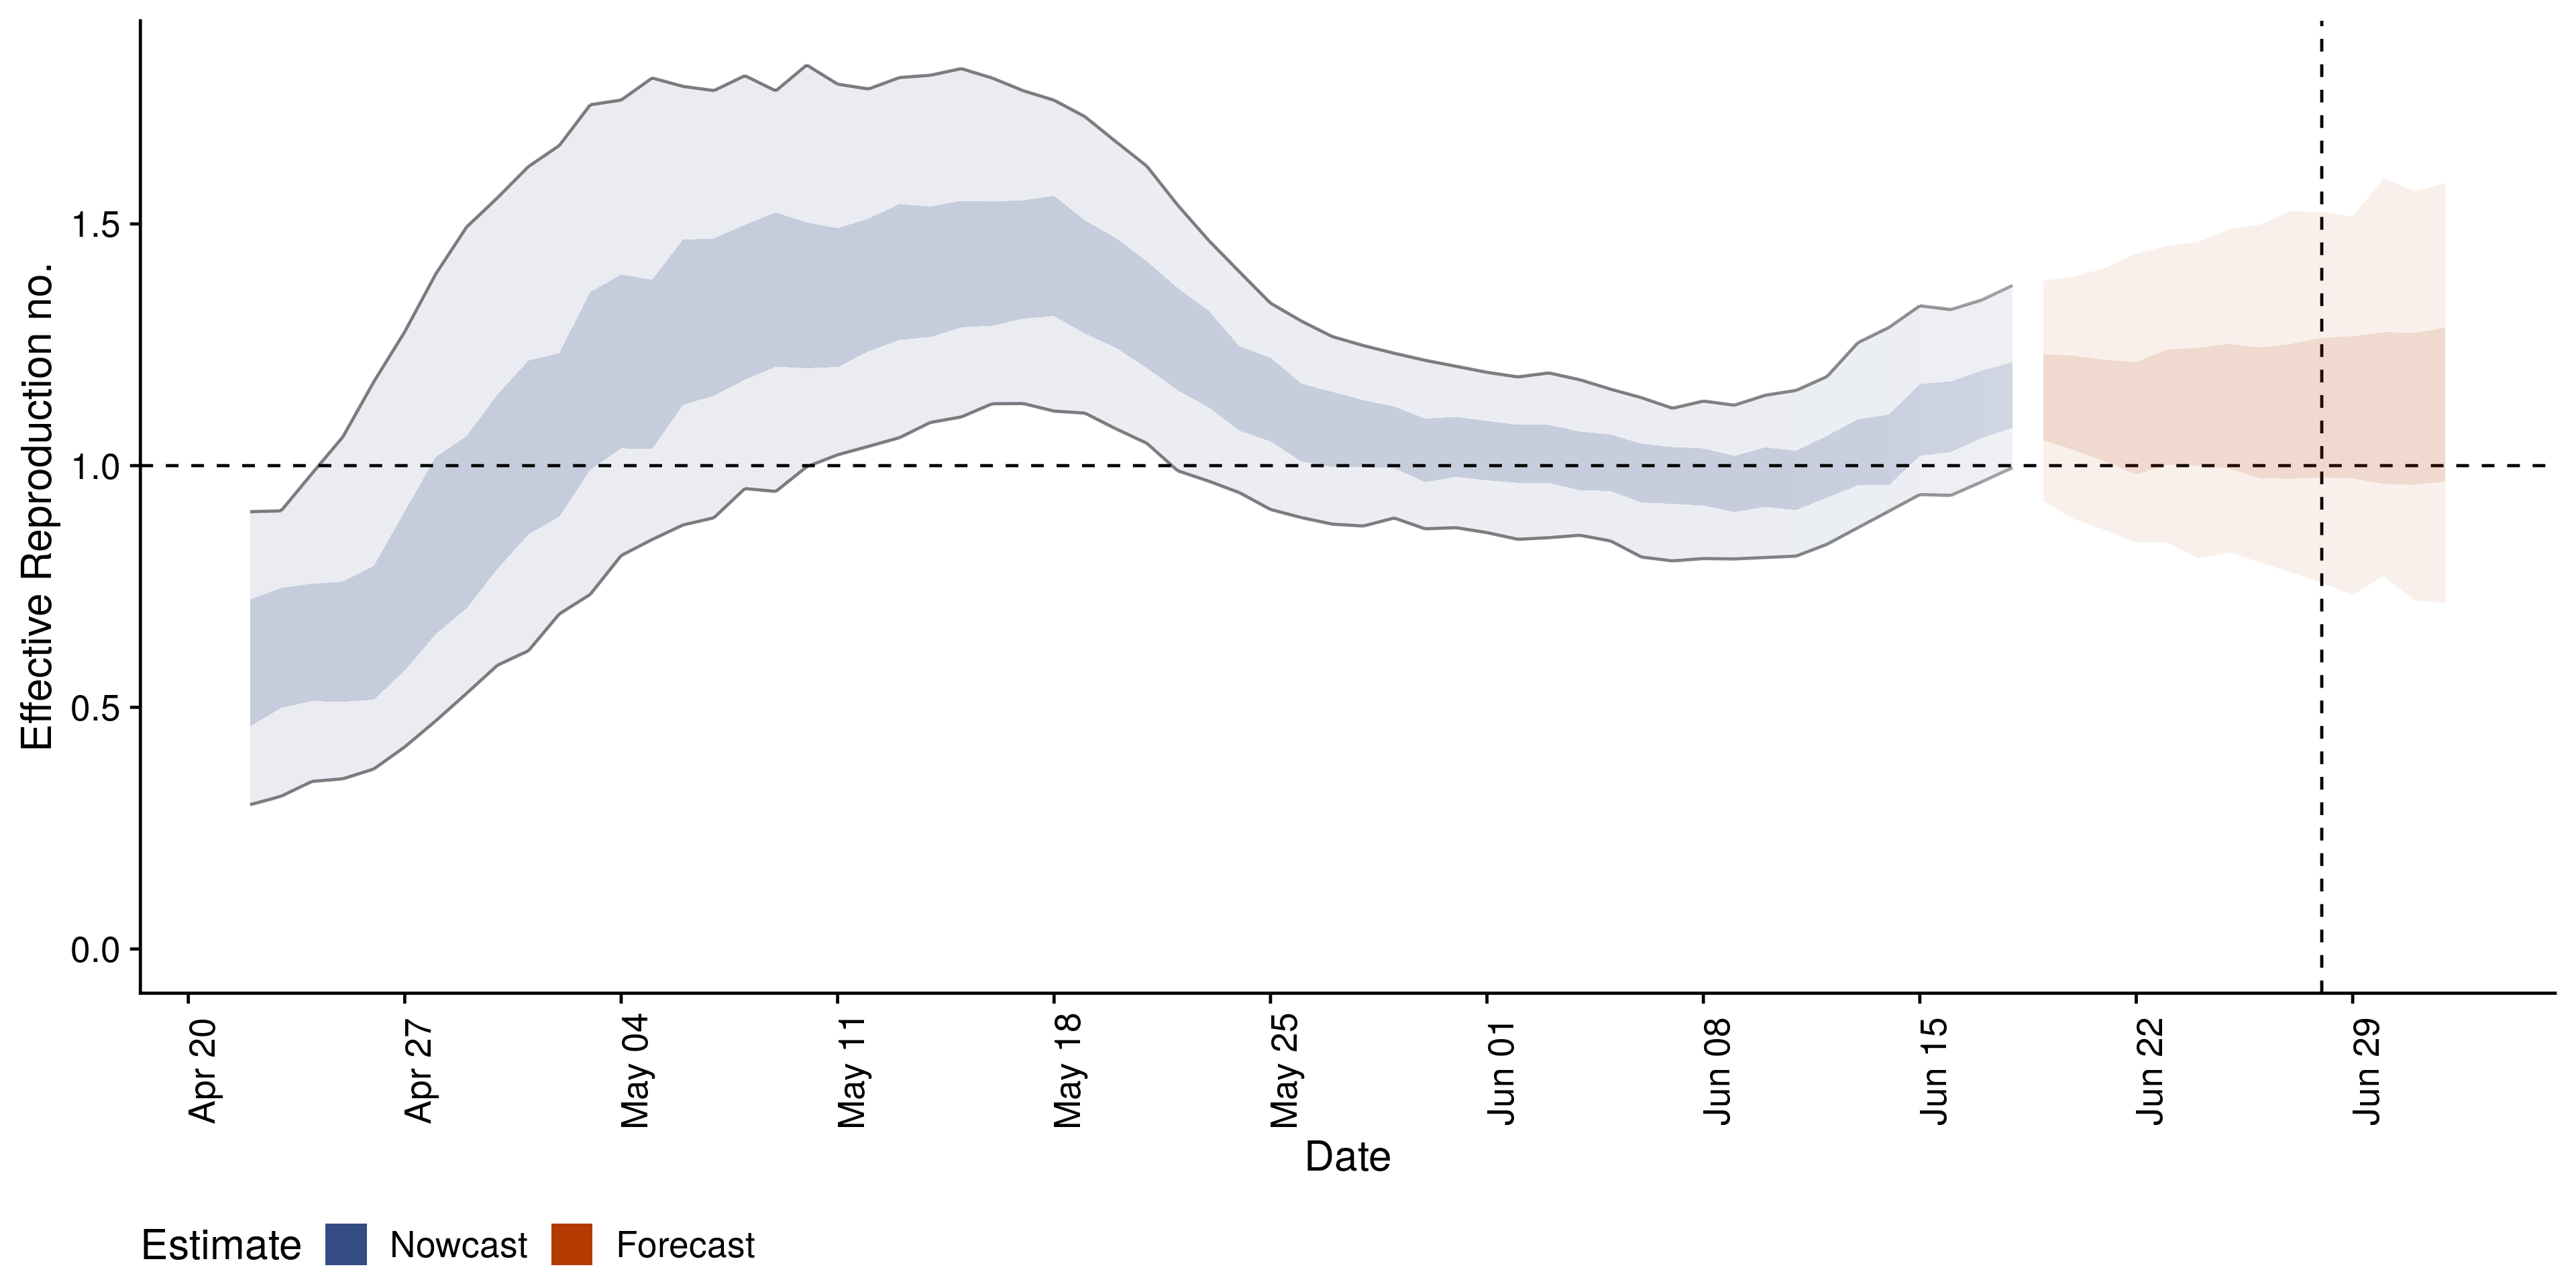 Effective Reproduction no.
1.5
1.0
0.5
0.0
Apr 20
Apr 27
May 04
May 11
May 18
May 25
Jun 01
Jun 08
Jun 15
Jun 22
Jun 29
Date
Estimate Nowcast Forecast